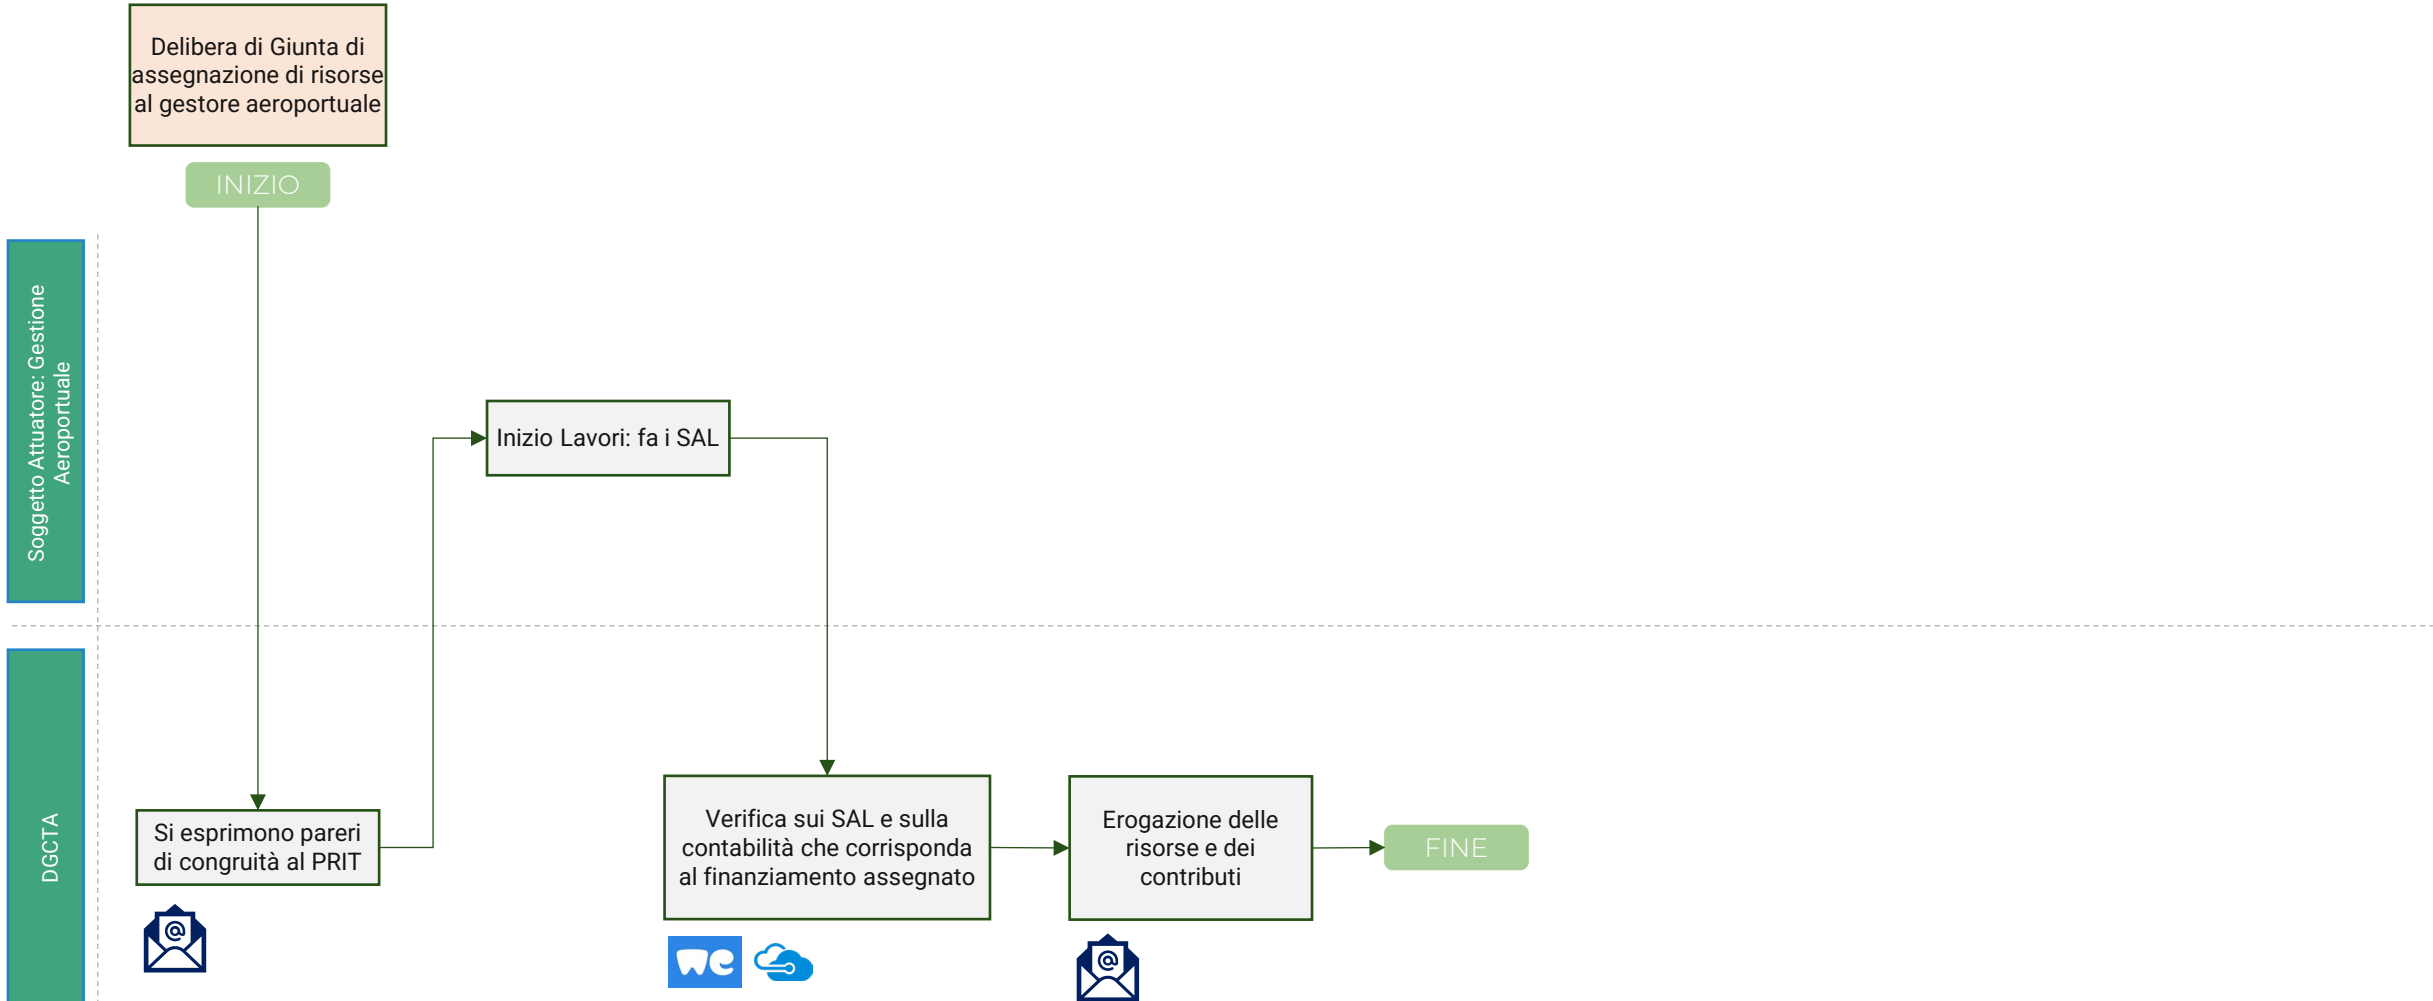 Delibera di Giunta di
assegnazione di risorse
al gestore aeroportuale
INIZIO
Soggetto Attuatore: Gestione
Aeroportuale
Inizio Lavori: fa i SAL
DGCTA
Si esprimono pareri
di congruità al PRIT
@
Verifica sui SAL e sulla
contabilità che corrisponda
al finanziamento assegnato
we
Erogazione delle
risorse e dei
contributi
@
FINE